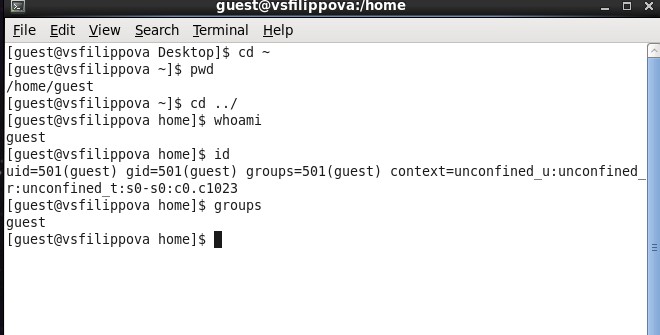 guest@vsfilippova:/home
File Edit View Search Terminal Help
[guest@vsfilippova Desktop]$ cd ~
[guest@vsfilippova ~]$ pwd
/home/guest
[guest@vsfilippova ~]$ cd ../
[guest@vsfilippova home]$ whoami
guest
[guest@vsfilippova home]$ id
uid=501(guest) gid=501(guest) groups=501(guest) context=unconfined_u:unconfined_
r:unconfined_t:s0-s0:c0.c1023
[guest@vsfilippova home]$ groups
guest
[guest@vsfilippova home]$